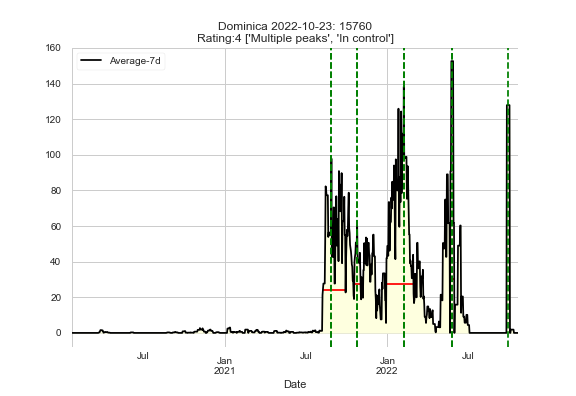 Dominica 2022-10-23: 15760
Rating:4 ['Multiple peaks', 'In control']
Average-7d
160
140
120
100
80
60
40
20
0
Jul
Jan
2021
Jul
Jan
2022
Jul
Date